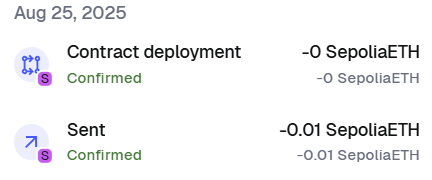 Aug 25, 2025
Contract deployment -0 SepoliaETH
Confirmed -0 SepoliaETH
S
Sent -0.01 SepoliaETH
Confirmed -0.01 SepoliaETH
S